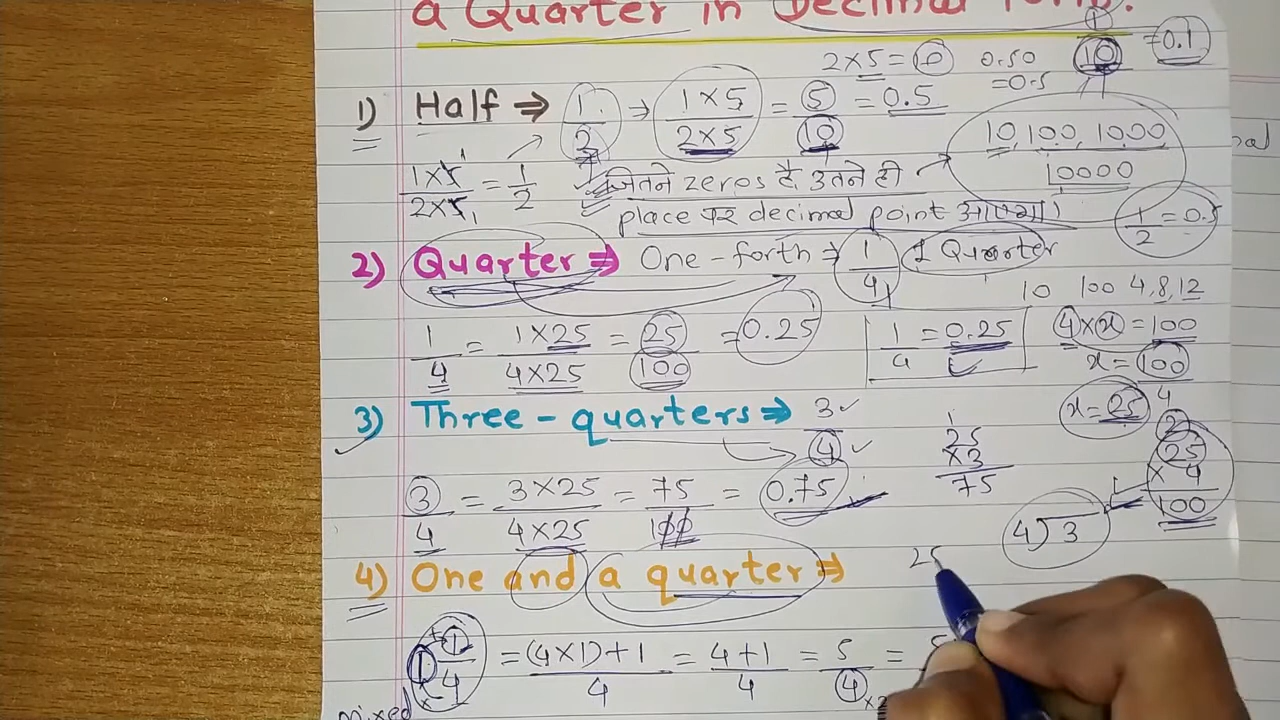 a Quarter in Decimal form.
2×5=10 0.50 =0.5
1/10 =0.1
1) Half ⇒ 1/2 → 1×5/2×5 = 5/10 = 0.5
10,100,1000
10000
1×5/2×5 = 1/2
जितने zeros है उतने ही
place पर decimal point आएगा।
1/2 = 0.5
2) Quarter ⇒ One-forth ⇒ 1/4 1 Quarter
10 100 4,8,12
1/4 = 1×25/4×25 = 25/100 = 0.25
1/4 = 0.25
4×x = 100
x = 100/4
x = 25
3) Three-quarters ⇒ 3/4
25
×3
75
25
×4
100
3/4 = 3×25/4×25 = 75/100 = 0.75
4)3
4) One and a quarter ⇒
25
1 1/4 = (4×1)+1/4 = 4+1/4 = 5/4 =
mixed